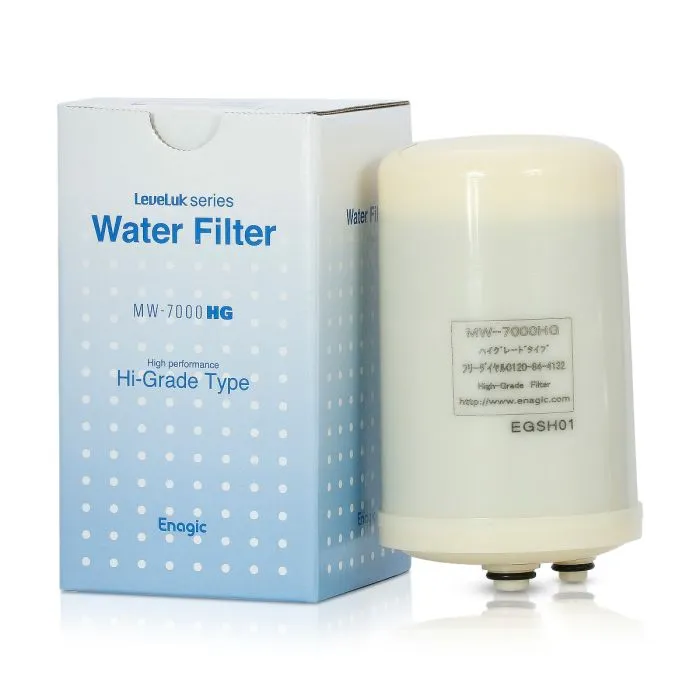 LeveLuk series
Water Filter
MW-7000HG
High performance
Hi-Grade Type
Enagic
Water Filter
Enagic
MW-7000HG
ハイグレードタイプ
フリーダイヤル0120-84-4132
High-Grade Filter
http://www.enagic.com
EGSH01